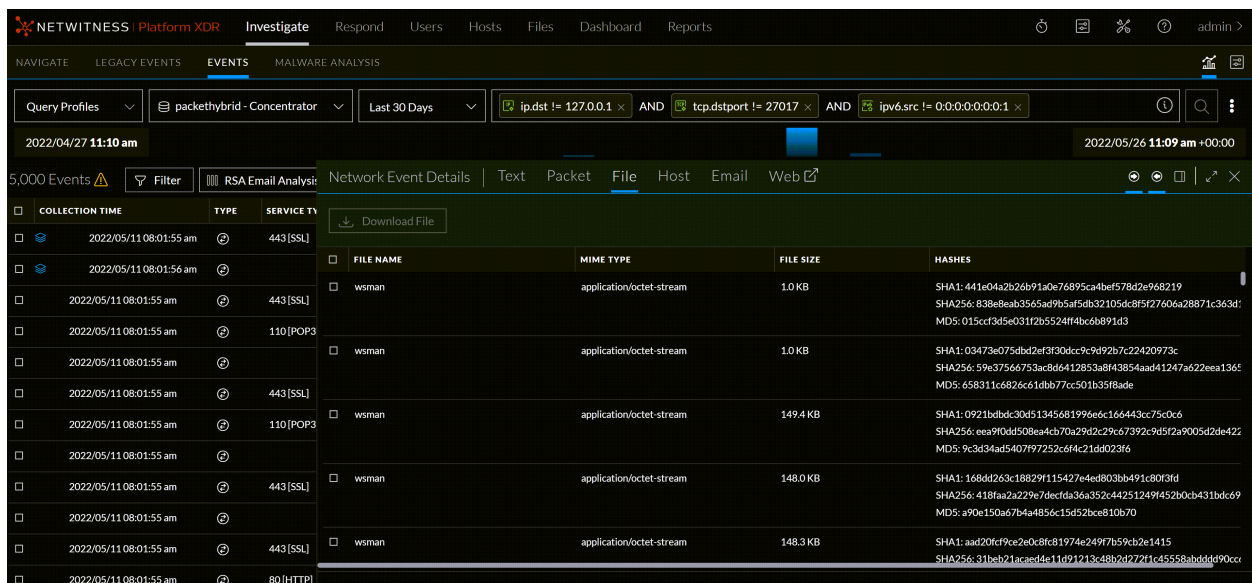 NETWITNESS Platform XDR Investigate Respond Users Hosts Files Dashboard Reports admin >
NAVIGATE LEGACY EVENTS EVENTS MALWARE ANALYSIS
Query Profiles packethybrid - Concentrator Last 30 Days ip.dst != 127.0.0.1 × AND tcp.dstport != 27017 × AND ipv6.src != 0:0:0:0:0:0:0:1 ×
2022/04/27 11:10 am 2022/05/26 11:09 am +00:00
5,000 Events Filter RSA Email Analysis Network Event Details Text Packet File Host Email Web
COLLECTION TIME TYPE SERVICE TY
Download File
2022/05/11 08:01:55 am 443 [SSL]
FILE NAME MIME TYPE FILE SIZE HASHES
2022/05/11 08:01:56 am
wsman application/octet-stream 1.0 KB SHA1: 441e04a2b26b91a0e76895ca4bef578d2e968219
2022/05/11 08:01:55 am 443 [SSL]
SHA256: 838e8eab3565ad9b5af5db32105dc8f5f27606a28871c363d1
MD5: 015ccf3d5e031f2b5524ff4bc6b891d3
2022/05/11 08:01:55 am 110 [POP3
wsman application/octet-stream 1.0 KB SHA1: 03473e075dbd2ef3f30dcc9c9d92b7c22420973c
2022/05/11 08:01:55 am
SHA256: 59e37566753ac8d6412853a8f43854aad41247a622eea1365
MD5: 658311c6826c61dbb77cc501b35f8ade
2022/05/11 08:01:55 am 443 [SSL]
wsman application/octet-stream 149.4 KB SHA1: 0921bdbdc30d51345681996e6c166443cc75c0c6
2022/05/11 08:01:55 am 110 [POP3
SHA256: eea9f0dd508ea4cb70a29d2c29c67392c9d5f2a9005d2de422
MD5: 9c3d34ad5407f97252c6f4c21dd023f6
2022/05/11 08:01:55 am
wsman application/octet-stream 148.0 KB SHA1: 168dd263c18829f115427e4ed803bb491c80f3fd
2022/05/11 08:01:55 am 443 [SSL]
SHA256: 418faa2a229e7decfda36a352c44251249f452b0cb431bdc69
MD5: a90e150a67b4a4856c15d52bce810b70
2022/05/11 08:01:55 am
wsman application/octet-stream 148.3 KB SHA1: aad20fcf9ce2e0c8fc81974e249f7b59cb2e1415
2022/05/11 08:01:55 am 443 [SSL]
SHA256: 31beb21acaed4e11d91213c48b2d272f1c45558abdddd90cc
2022/05/11 08:01:55 am 80 [HTTP]